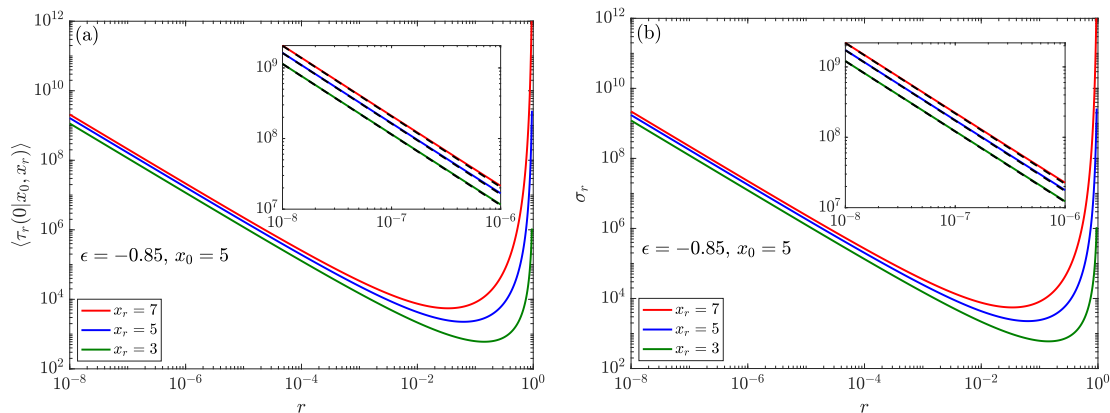 (a)
10^12
10^10
10^8
10^6
10^4
10^2
⟨τ_r(0|x_0, x_r)⟩
10^9
10^8
10^7
10^-8
10^-7
10^-6
ϵ = −0.85, x_0 = 5
x_r = 7
x_r = 5
x_r = 3
10^-8
10^-6
10^-4
10^-2
10^0
r
(b)
10^12
10^10
10^8
10^6
10^4
10^2
σ_r
10^9
10^8
10^7
10^-8
10^-7
10^-6
ϵ = −0.85, x_0 = 5
x_r = 7
x_r = 5
x_r = 3
10^-8
10^-6
10^-4
10^-2
10^0
r